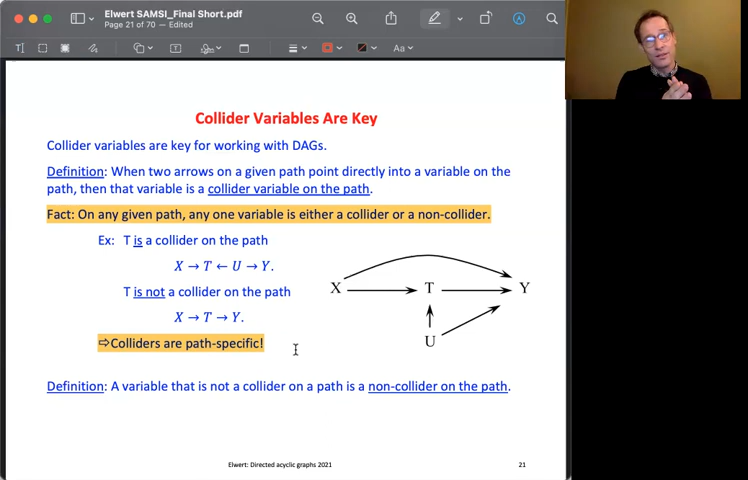 Elwert SAMSI_Final Short.pdf
Page 21 of 70 — Edited
Aa
Collider Variables Are Key
Collider variables are key for working with DAGs.
Definition: When two arrows on a given path point directly into a variable on the
path, then that variable is a collider variable on the path.
Fact: On any given path, any one variable is either a collider or a non-collider.
Ex: T is a collider on the path
X → T ← U → Y.
T is not a collider on the path
X → T → Y.
⇨Colliders are path-specific!
X T Y
U
Definition: A variable that is not a collider on a path is a non-collider on the path.
Elwert: Directed acyclic graphs 2021
21